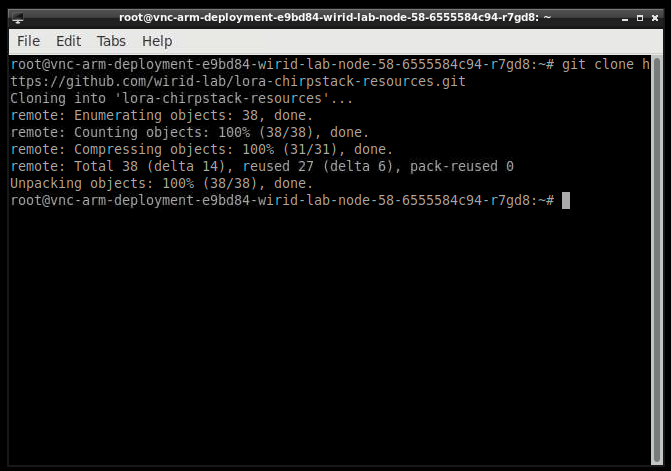 root@vnc-arm-deployment-e9bd84-wirid-lab-node-58-6555584c94-r7gd8: ~
File Edit Tabs Help
root@vnc-arm-deployment-e9bd84-wirid-lab-node-58-6555584c94-r7gd8:~# git clone h
ttps://github.com/wirid-lab/lora-chirpstack-resources.git
Cloning into 'lora-chirpstack-resources'...
remote: Enumerating objects: 38, done.
remote: Counting objects: 100% (38/38), done.
remote: Compressing objects: 100% (31/31), done.
remote: Total 38 (delta 14), reused 27 (delta 6), pack-reused 0
Unpacking objects: 100% (38/38), done.
root@vnc-arm-deployment-e9bd84-wirid-lab-node-58-6555584c94-r7gd8:~#